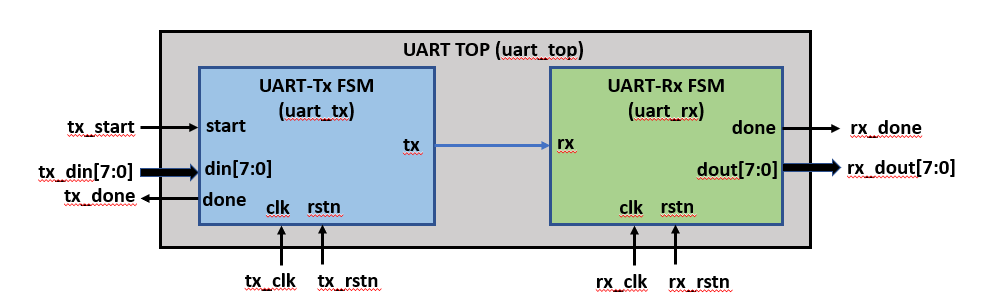 UART TOP (uart_top)
UART-Tx FSM
(uart_tx)
UART-Rx FSM
(uart_rx)
tx_start
start
done
rx_done
tx
rx
tx_din[7:0]
din[7:0]
dout[7:0]
rx_dout[7:0]
tx_done
done
clk
rstn
clk
rstn
tx_clk
tx_rstn
rx_clk
rx_rstn